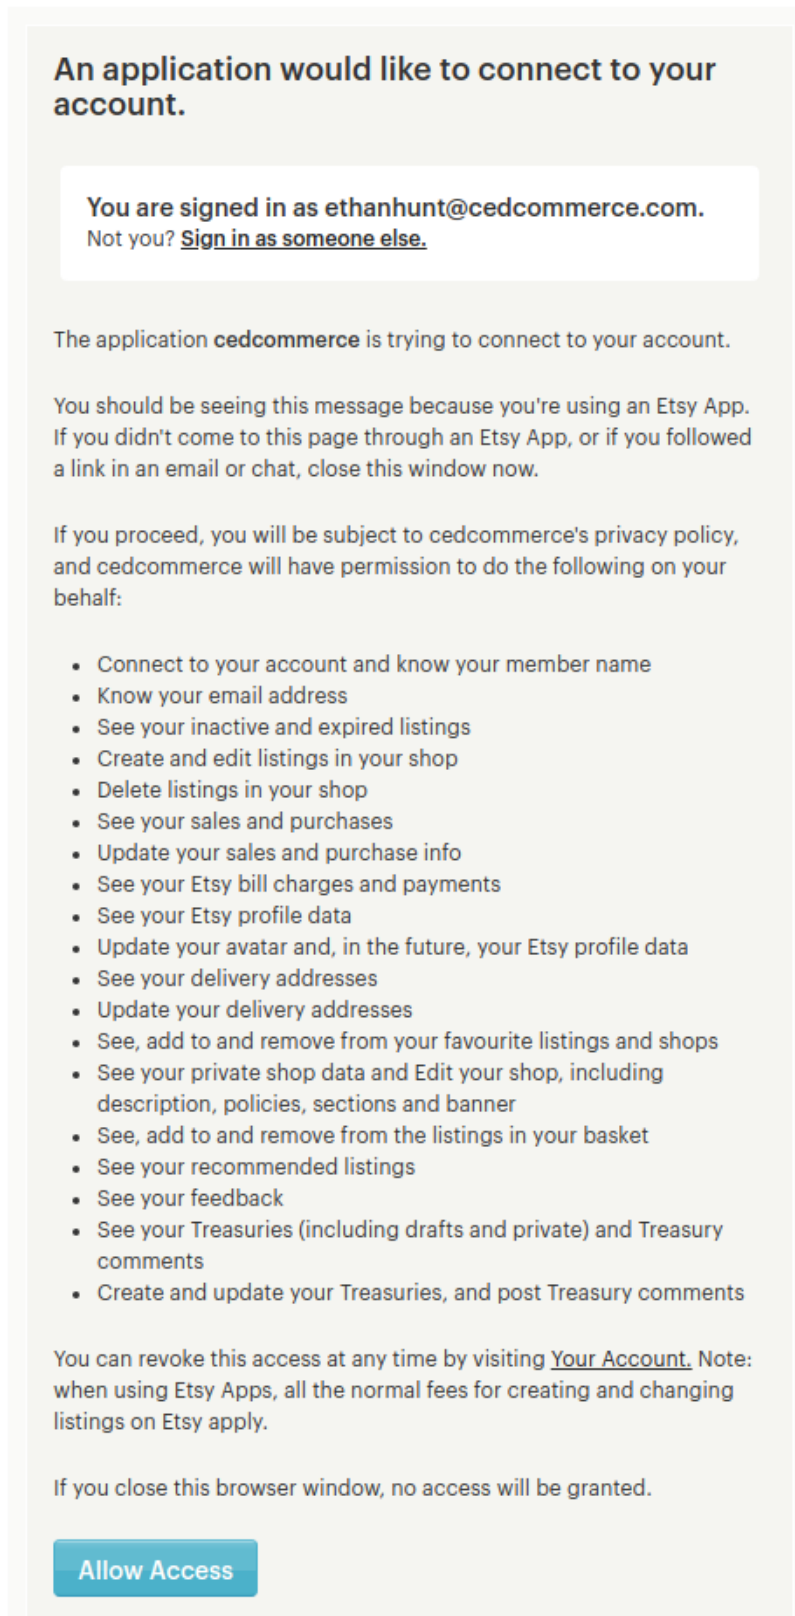 An application would like to connect to your
account.
You are signed in as ethanhunt@cedcommerce.com.
Not you? Sign in as someone else.
The application cedcommerce is trying to connect to your account.
You should be seeing this message because you're using an Etsy App.
If you didn't come to this page through an Etsy App, or if you followed
a link in an email or chat, close this window now.
If you proceed, you will be subject to cedcommerce's privacy policy,
and cedcommerce will have permission to do the following on your
behalf:
• Connect to your account and know your member name
• Know your email address
• See your inactive and expired listings
• Create and edit listings in your shop
• Delete listings in your shop
• See your sales and purchases
• Update your sales and purchase info
• See your Etsy bill charges and payments
• See your Etsy profile data
• Update your avatar and, in the future, your Etsy profile data
• See your delivery addresses
• Update your delivery addresses
• See, add to and remove from your favourite listings and shops
• See your private shop data and Edit your shop, including
description, policies, sections and banner
• See, add to and remove from the listings in your basket
• See your recommended listings
• See your feedback
• See your Treasuries (including drafts and private) and Treasury
comments
• Create and update your Treasuries, and post Treasury comments
You can revoke this access at any time by visiting Your Account. Note:
when using Etsy Apps, all the normal fees for creating and changing
listings on Etsy apply.
If you close this browser window, no access will be granted.
Allow Access